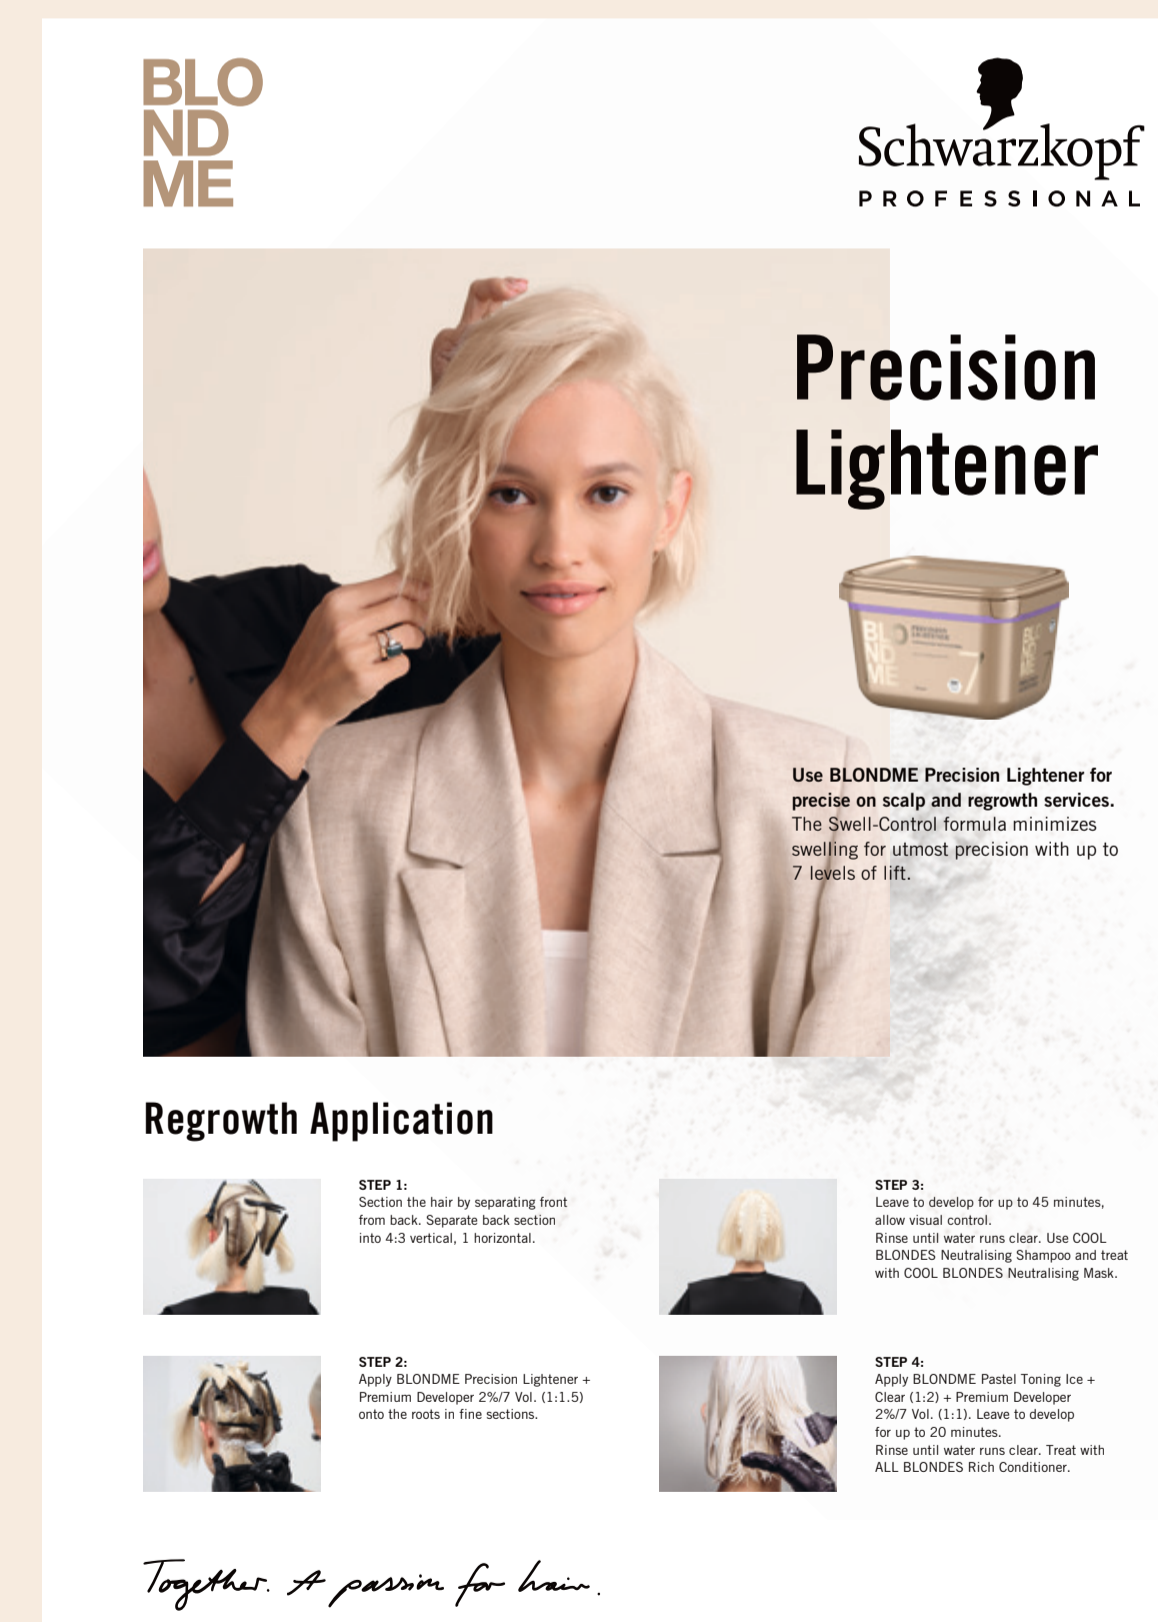 BLO
ND
ME
Schwarzkopf
PROFESSIONAL
Precision
Lightener
BLO
ND
ME
PRECISION
LIGHTENER
7
Use BLONDME Precision Lightener for
precise on scalp and regrowth services.
The Swell-Control formula minimizes
swelling for utmost precision with up to
7 levels of lift.
Regrowth Application
STEP 1:
Section the hair by separating front
from back. Separate back section
into 4:3 vertical, 1 horizontal.
STEP 2:
Apply BLONDME Precision Lightener +
Premium Developer 2%/7 Vol. (1:1.5)
onto the roots in fine sections.
STEP 3:
Leave to develop for up to 45 minutes,
allow visual control.
Rinse until water runs clear. Use COOL
BLONDES Neutralising Shampoo and treat
with COOL BLONDES Neutralising Mask.
STEP 4:
Apply BLONDME Pastel Toning Ice +
Clear (1:2) + Premium Developer
2%/7 Vol. (1:1). Leave to develop
for up to 20 minutes.
Rinse until water runs clear. Treat with
ALL BLONDES Rich Conditioner.
Together. A passion for hair.